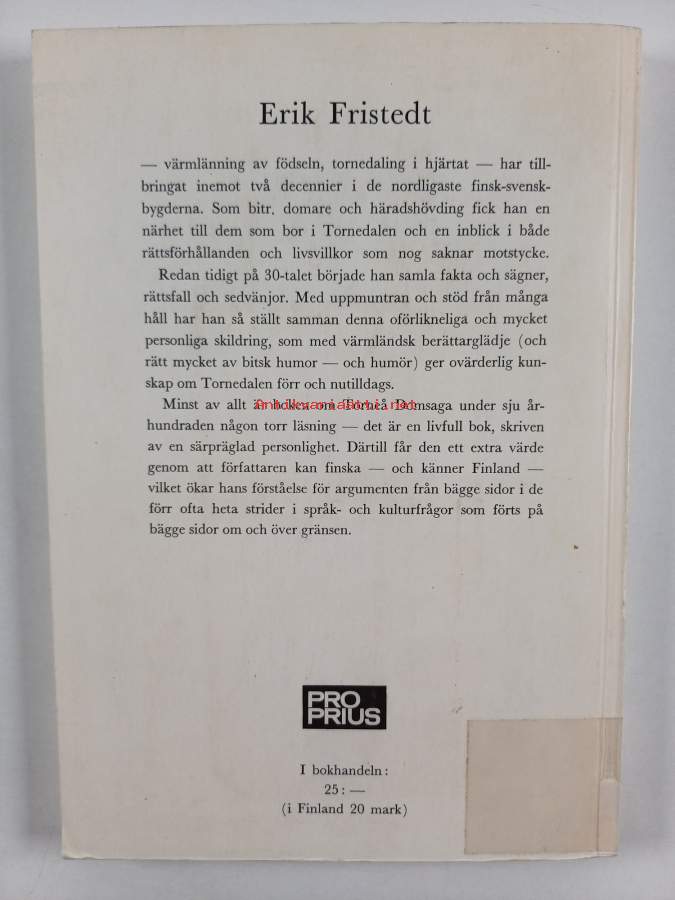 Erik Fristedt
— värmlänning av födseln, tornedaling i hjärtat — har till-
bringat inemot två decennier i de nordligaste finsk-svensk-
bygderna. Som bitr. domare och häradshövding fick han en
närhet till dem som bor i Tornedalen och en inblick i både
rättsförhållanden och livsvillkor som nog saknar motstycke.
Redan tidigt på 30-talet började han samla fakta och sägner,
rättsfall och sedvänjor. Med uppmuntran och stöd från många
håll har han så ställt samman denna oförlikneliga och mycket
personliga skildring, som med värmländsk berättarglädje (och
rätt mycket av bitsk humor — och humör) ger ovärderlig kun-
skap om Tornedalen förr och nutilldags.
Minst av allt är boken om Torneå Domsaga under sju år-
hundraden någon torr läsning — det är en livfull bok, skriven
av en särpräglad personlighet. Därtill får den ett extra värde
genom att författaren kan finska — och känner Finland —
vilket ökar hans förståelse för argumenten från bägge sidor i de
förr ofta heta strider i språk- och kulturfrågor som förts på
bägge sidor om och över gränsen.
PRO
PRIUS
I bokhandeln:
25: —
(i Finland 20 mark)